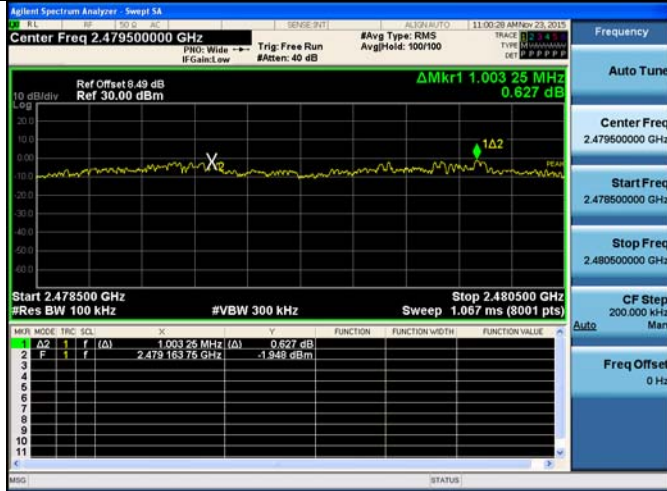 Agilent Spectrum Analyzer - Swept SA
RL RF 50 Ω AC SENSE:INT ALIGN AUTO 11:00:28 AM Nov 23, 2015
Center Freq 2.479500000 GHz
PNO: Wide
IFGain:Low
Trig: Free Run
#Atten: 40 dB
#Avg Type: RMS
Avg|Hold: 100/100
TRACE 1 2 3 4 5 6
TYPE M
DET P P P P P P
Ref Offset 8.49 dB
10 dB/div Ref 30.00 dBm
Log
ΔMkr1 1.003 25 MHz
0.627 dB
20.0
10.0
0.00
-10.0
-20.0
-30.0
-40.0
-50.0
-60.0
1Δ2
PEAK
Start 2.478500 GHz
Stop 2.480500 GHz
#Res BW 100 kHz
#VBW 300 kHz
Sweep 1.067 ms (8001 pts)
MKR MODE TRC SCL X Y FUNCTION FUNCTION WIDTH FUNCTION VALUE
1 Δ2 1 f (Δ) 1.003 25 MHz (Δ) 0.627 dB
2 F 1 f 2.479 163 75 GHz -1.948 dBm
3
4
5
6
7
8
9
10
11
MSG STATUS
Frequency
Auto Tune
Center Freq
2.479500000 GHz
Start Freq
2.478500000 GHz
Stop Freq
2.480500000 GHz
CF Step
200.000 kHz
Auto Man
Freq Offset
0 Hz